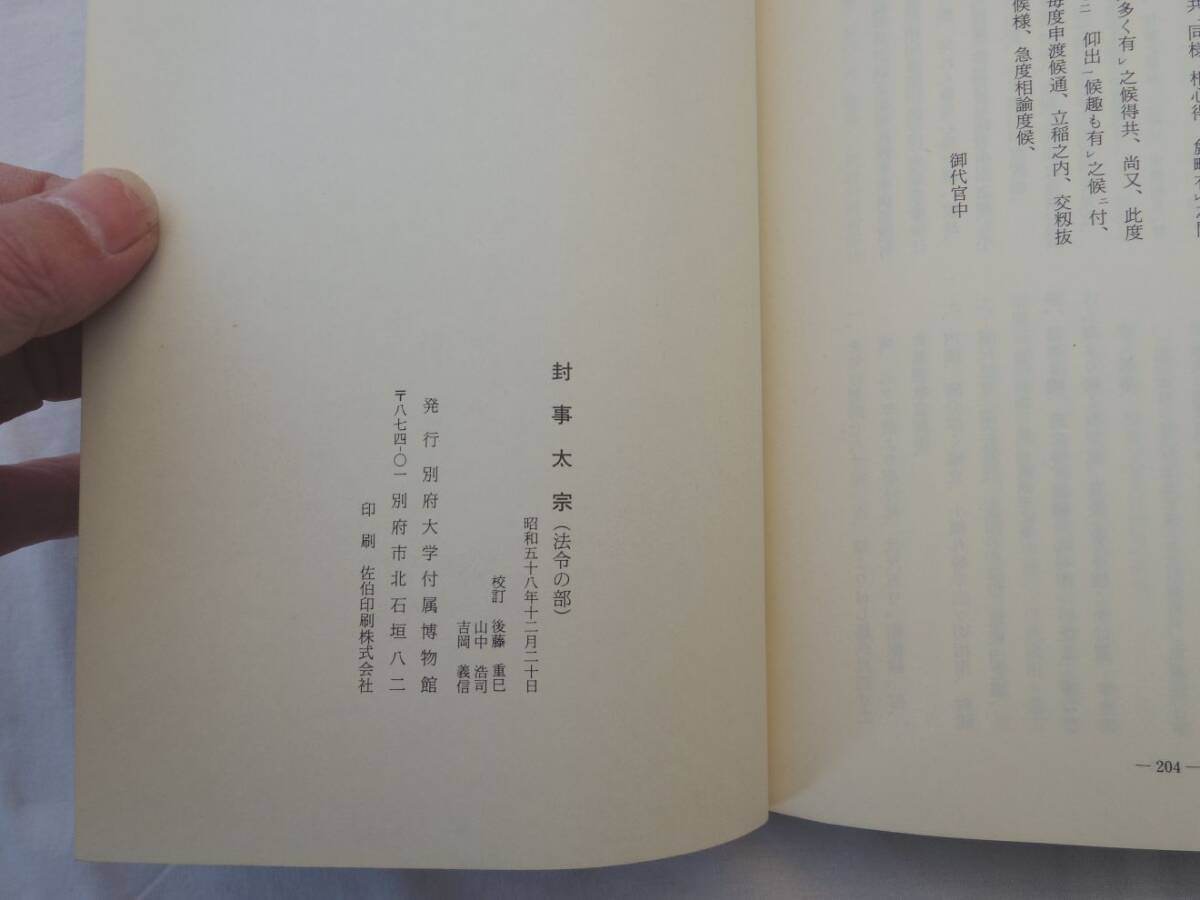 多く有レ之候得共、尚又、此度
仰出一候趣も有レ之候ニ付、
毎度申渡候通、立稲之内、交籾抜
候様、急度相諭度候、
御代官中
— 204 —
封事太宗(法令の部)
昭和五十八年十二月二十日
校訂 後藤 重巳
山中 浩司
吉岡 義信
発行 別府大学付属博物館
〒八七四-〇一 別府市北石垣八二
印刷 佐伯印刷株式会社